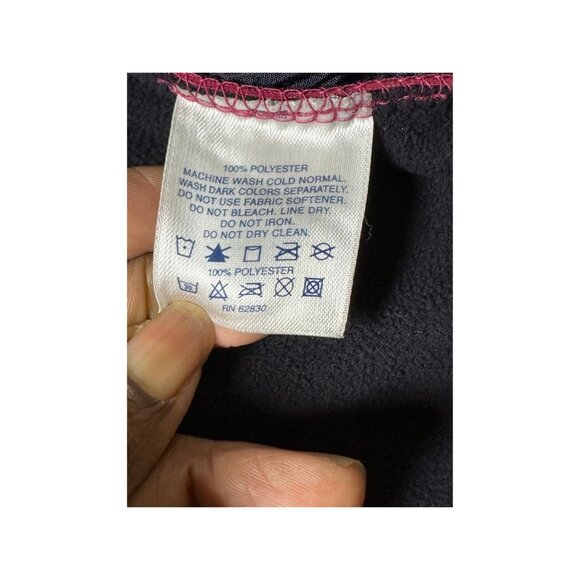 100% POLYESTER
MACHINE WASH COLD NORMAL.
WASH DARK COLORS SEPARATELY.
DO NOT USE FABRIC SOFTENER.
DO NOT BLEACH. LINE DRY.
DO NOT IRON.
DO NOT DRY CLEAN.
100% POLYESTER
20
RN 62830